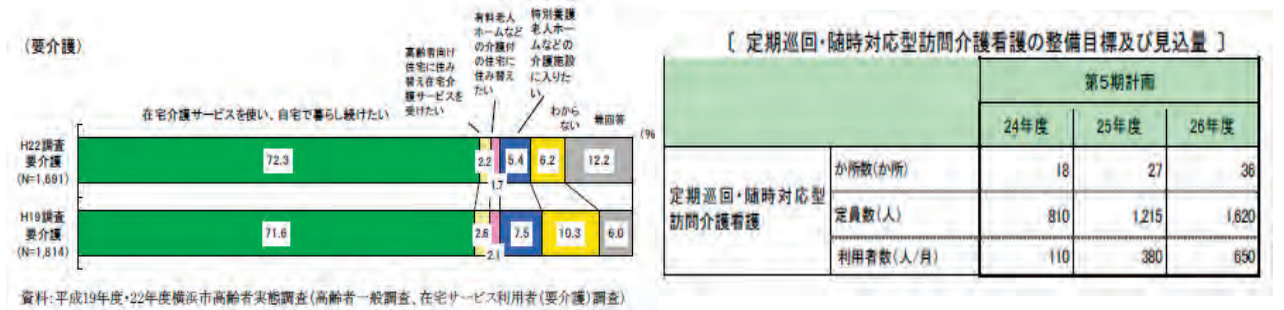 (要介護)
高齢者向け
住宅に住み
替え在宅介
護サービスを
受けたい
有料老人
ホームなど
の介護付
の住宅に
住み替え
たい
特別養護
老人ホー
ムなどの
介護施設
に入りた
い
在宅介護サービスを使い、自宅で暮らし続けたい
わから
ない
無回答
(%
H22調査
要介護
(N=1,691)
72.3
2.2
1.7
5.4
6.2
12.2
H19調査
要介護
(N=1,814)
71.6
2.6
2.1
7.5
10.3
6.0
資料:平成19年度・22年度横浜市高齢者実態調査(高齢者一般調査、在宅サービス利用者(要介護)調査)
〔 定期巡回・随時対応型訪問介護看護の整備目標及び見込量 〕
第5期計画
24年度 25年度 26年度
定期巡回・随時対応型
訪問介護看護
か所数(か所) 18 27 36
定員数(人) 810 1,215 1,620
利用者数(人/月) 110 380 650